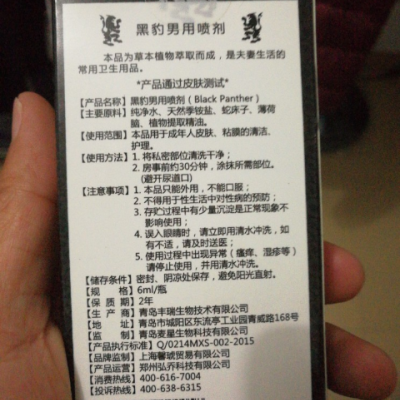 黑豹男用喷剂
本品为草本植物萃取而成，是夫妻生活的
常用卫生用品。
*产品通过皮肤测试*
【产品名称】黑豹男用喷剂（Black Panther）
【主要原料】纯净水、天然季铵盐、蛇床子、薄荷
脑、植物提取精油。
【使用范围】本品用于成年人皮肤、粘膜的清洁、
护理。
【使用方法】1. 将私密部位清洗干净；
2. 房事前约30分钟，涂抹所需部位。
(避开尿道口)
【注意事项】1. 本品只能外用，不能口服；
2. 不得用于性生活中对性病的预防；
3. 存贮过程中有少量沉淀是正常现象不
影响使用；
4. 误入眼睛时，请立即用清水冲洗，如
有不适，请及时送医；
5. 使用过程中出现异常（瘙痒、湿疹等）
请停止使用，并用清水冲洗。
【储存条件】密封、阴凉处保存，避免阳光直射。
【规 格】6ml/瓶
【保 质 期】2年
【生 产 商】青岛丰瑞生物技术有限公司
【地 址】青岛市城阳区东流亭工业园青威路168号
【监 制】青岛麦星生物科技有限公司
【产品执行标准】Q/0214MXS-002-2015
【品牌监制】上海馨琥贸易有限公司
【产品运营】郑州弘乔科技有限公司
【消费热线】400-616-7004
【投诉热线】400-638-6315